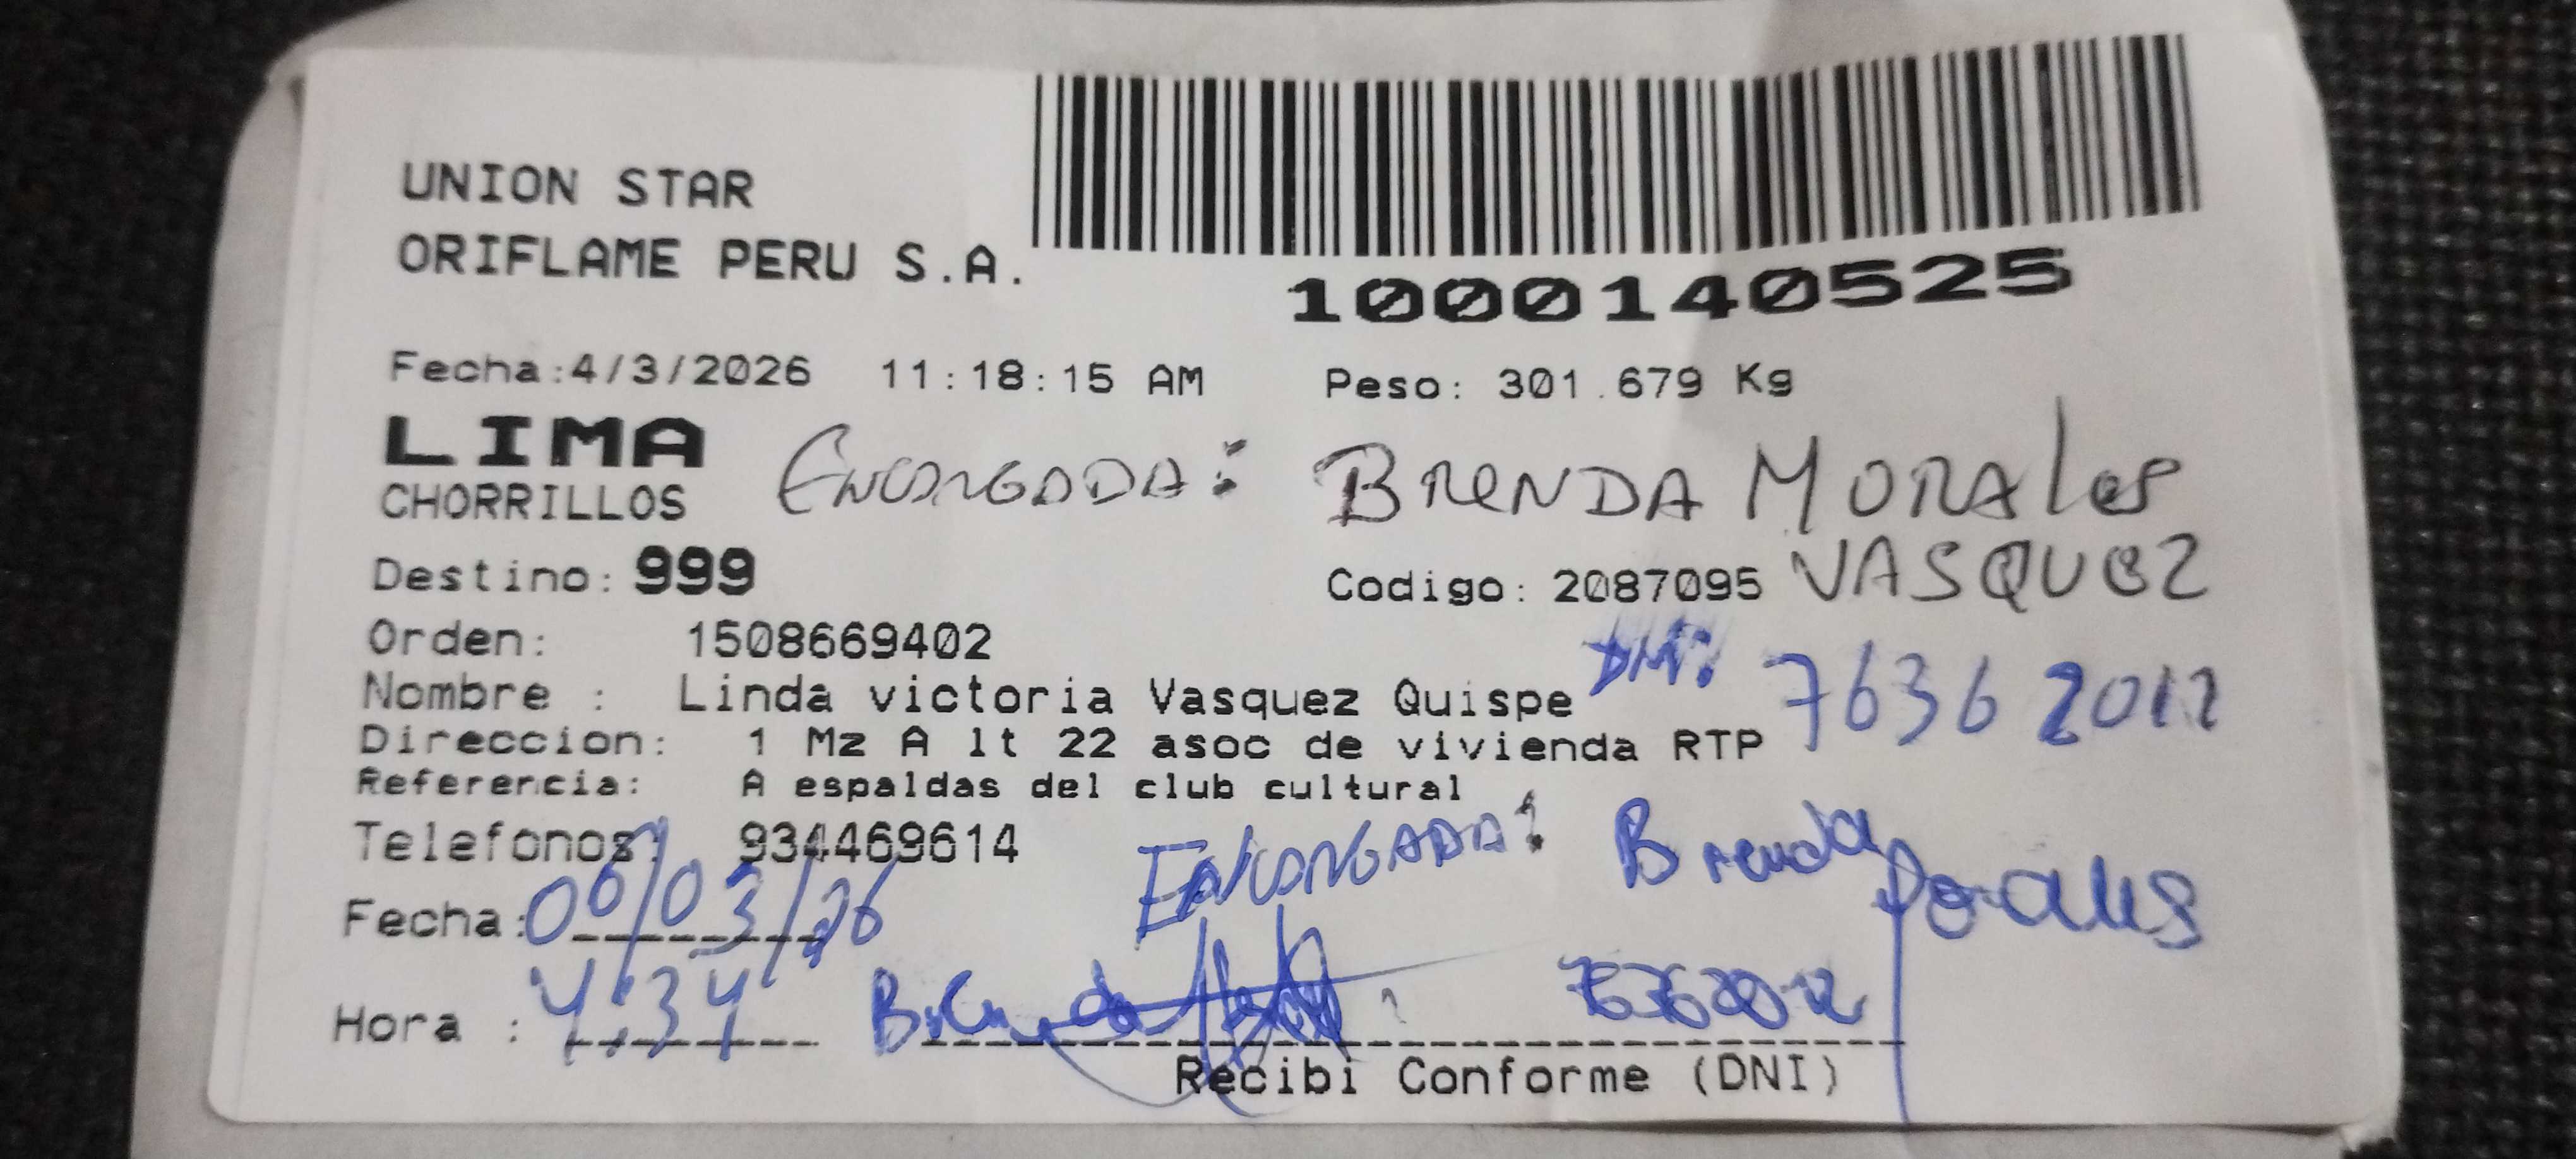 UNION STAR
ORIFLAME PERU S.A.
1000140525
Fecha:4/3/2026 11:18:15 AM Peso: 301.679 Kg
LIMA
CHORRILLOS ENCARGADA: BRENDA MORALES
Destino: 999 Codigo: 2087095 VASQUEZ
Orden: 1508669402
Nombre : Linda victoria Vasquez Quispe DNI: 76362012
Direccion: 1 Mz A lt 22 asoc de vivienda RTP
Referencia: A espaldas del club cultural
Telefonos: 934469614 ENCARGADA: Brenda Morales
Fecha: 06/03/26
Hora : 4:34 Brenda 76362012
Recibi Conforme (DNI)